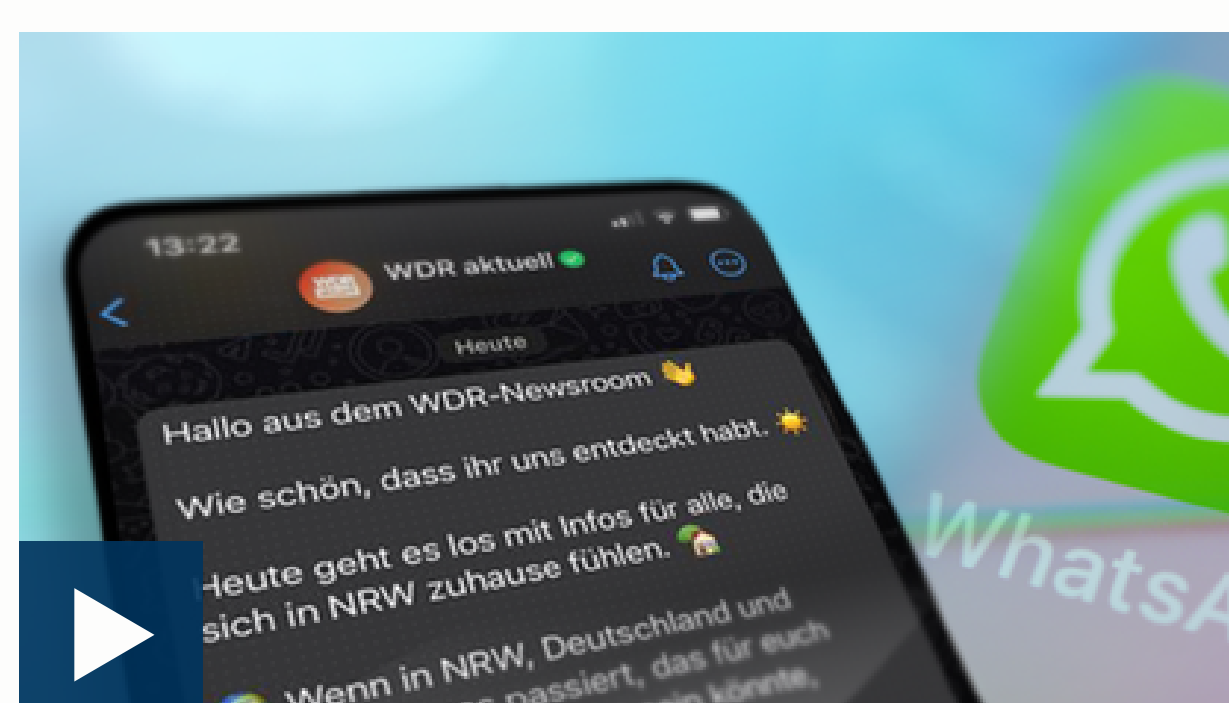 13:22
WDR aktuell
Heute
Hallo aus dem WDR-Newsroom
Wie schön, dass ihr uns entdeckt habt.
Heute geht es los mit Infos für alle, die
sich in NRW zuhause fühlen.
Wenn in NRW, Deutschland und
passiert, das für euch
könnte,
Whats